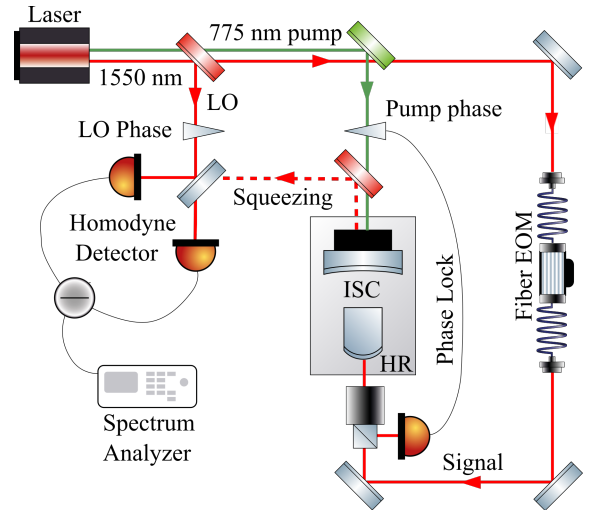 Laser
775 nm pump
1550 nm
LO
LO Phase
Pump phase
Squeezing
Homodyne
Detector
ISC
HR
Phase Lock
Fiber EOM
Spectrum
Analyzer
Signal